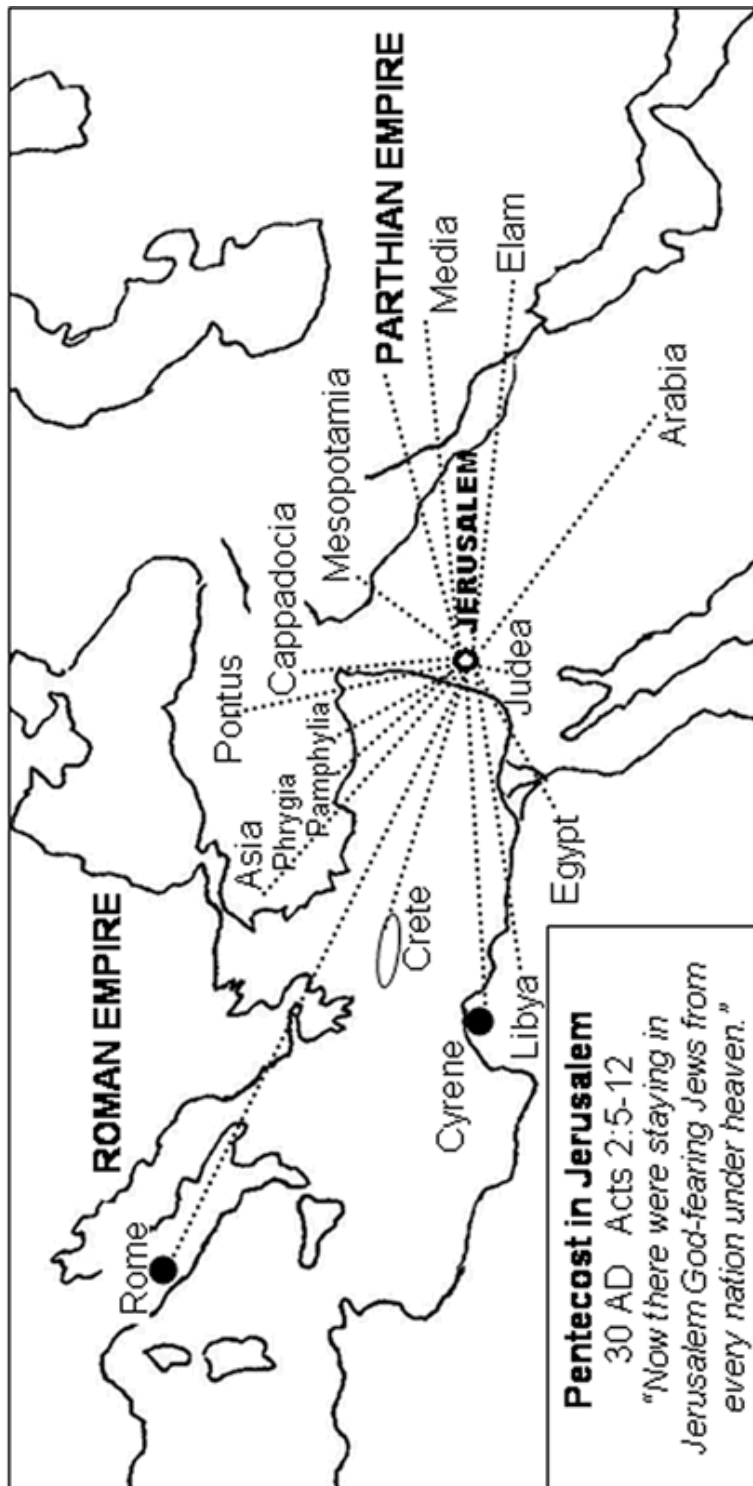 ROMAN EMPIRE
PARTHIAN EMPIRE
Rome
Asia
Phrygia
Pamphylia
Pontus
Cappadocia
Mesopotamia
Media
Elam
Crete
Cyrene
Libya
Egypt
Judea
JERUSALEM
Arabia
Pentecost in Jerusalem
30 AD Acts 2:5-12
"Now there were staying in
Jerusalem God-fearing Jews from
every nation under heaven."